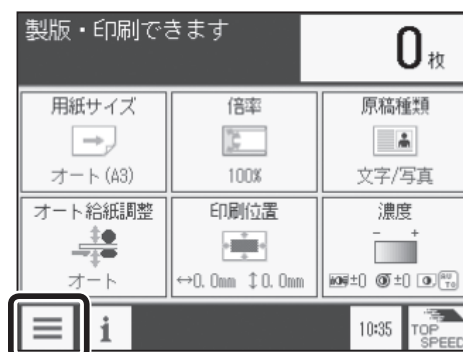 製版・印刷できます
0枚
用紙サイズ
倍率
原稿種類
オート(A3)
100%
文字/写真
オート給紙調整
印刷位置
濃度
- +
オート
↔0.0mm ↕0.0mm
±0 ±0 AUTO
i
10:35
TOP
SPEED